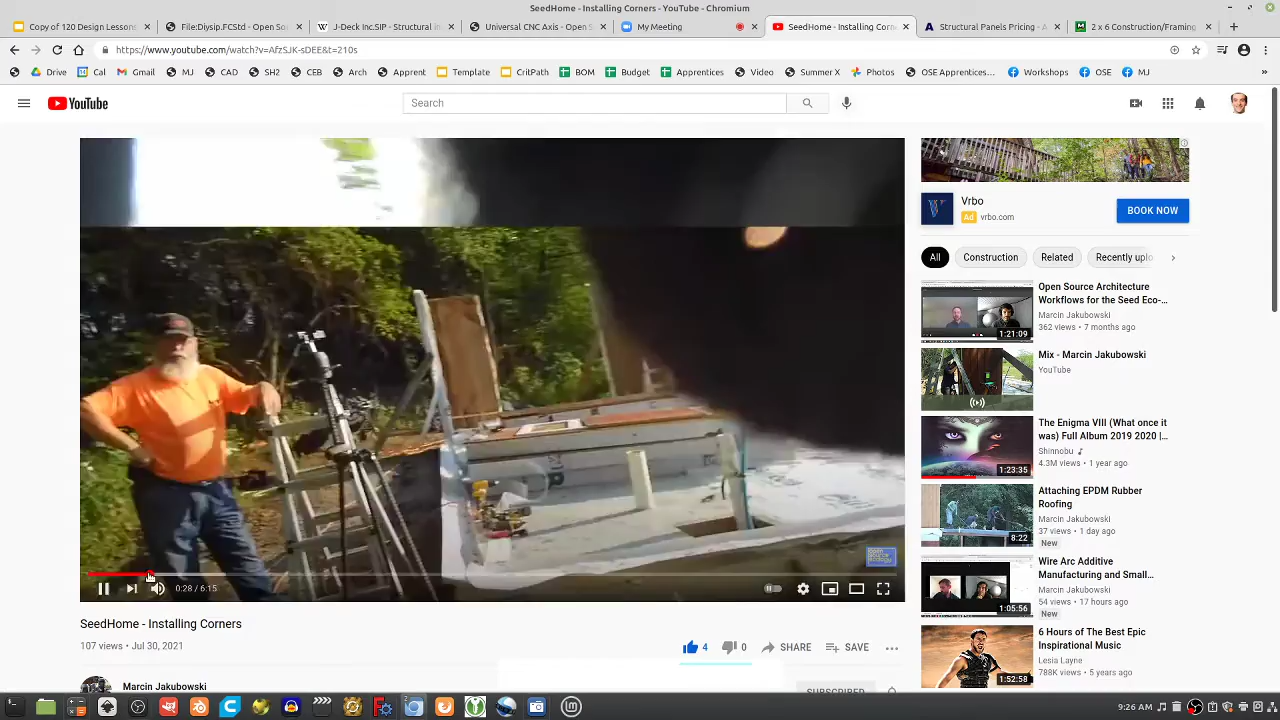 SeedHome - Installing Corners - YouTube - Chromium
Copy of 12 Design Lessons
File:Dsipin FCStd - Open So
J-Deck Inc.SIP - Structural in
Universal CNC Axis - Open S
My Meeting
SeedHome - Installing Corn
Structural Panels Pricing - A
2 x 6 Construction/Framing
https://www.youtube.com/watch?v=AfzSJK-sDEE&t=210s
Drive
Cal
Gmail
MJ
CAD
SH2
CEB
Arch
Apprent
Template
CritPath
BOM
Budget
Apprentices
Video
Summer X
Photos
OSE Apprentices…
Workshops
OSE
MJ
YouTube
Search
Vrbo
Ad vrbo.com
BOOK NOW
All
Construction
Related
Recently uplo
Open Source Architecture
Workflows for the Seed Eco-…
Marcin Jakubowski
362 views • 7 months ago
1:21:09
Mix - Marcin Jakubowski
YouTube
The Enigma VIII (What once it
was) Full Album 2019 2020 |…
Shinnobu
4.3M views • 1 year ago
1:23:35
Attaching EPDM Rubber
Roofing
Marcin Jakubowski
37 views • 1 day ago
New
8:22
Wire Arc Additive
Manufacturing and Small…
Marcin Jakubowski
54 views • 17 hours ago
New
1:05:56
6 Hours of The Best Epic
Inspirational Music
Lesia Layne
788K views • 5 years ago
1:52:58
0:28 / 6:15
SeedHome - Installing Co
107 views • Jul 30, 2021
4
0
SHARE
SAVE
Marcin Jakubowski
SUBSCRIBED
9:26 AM